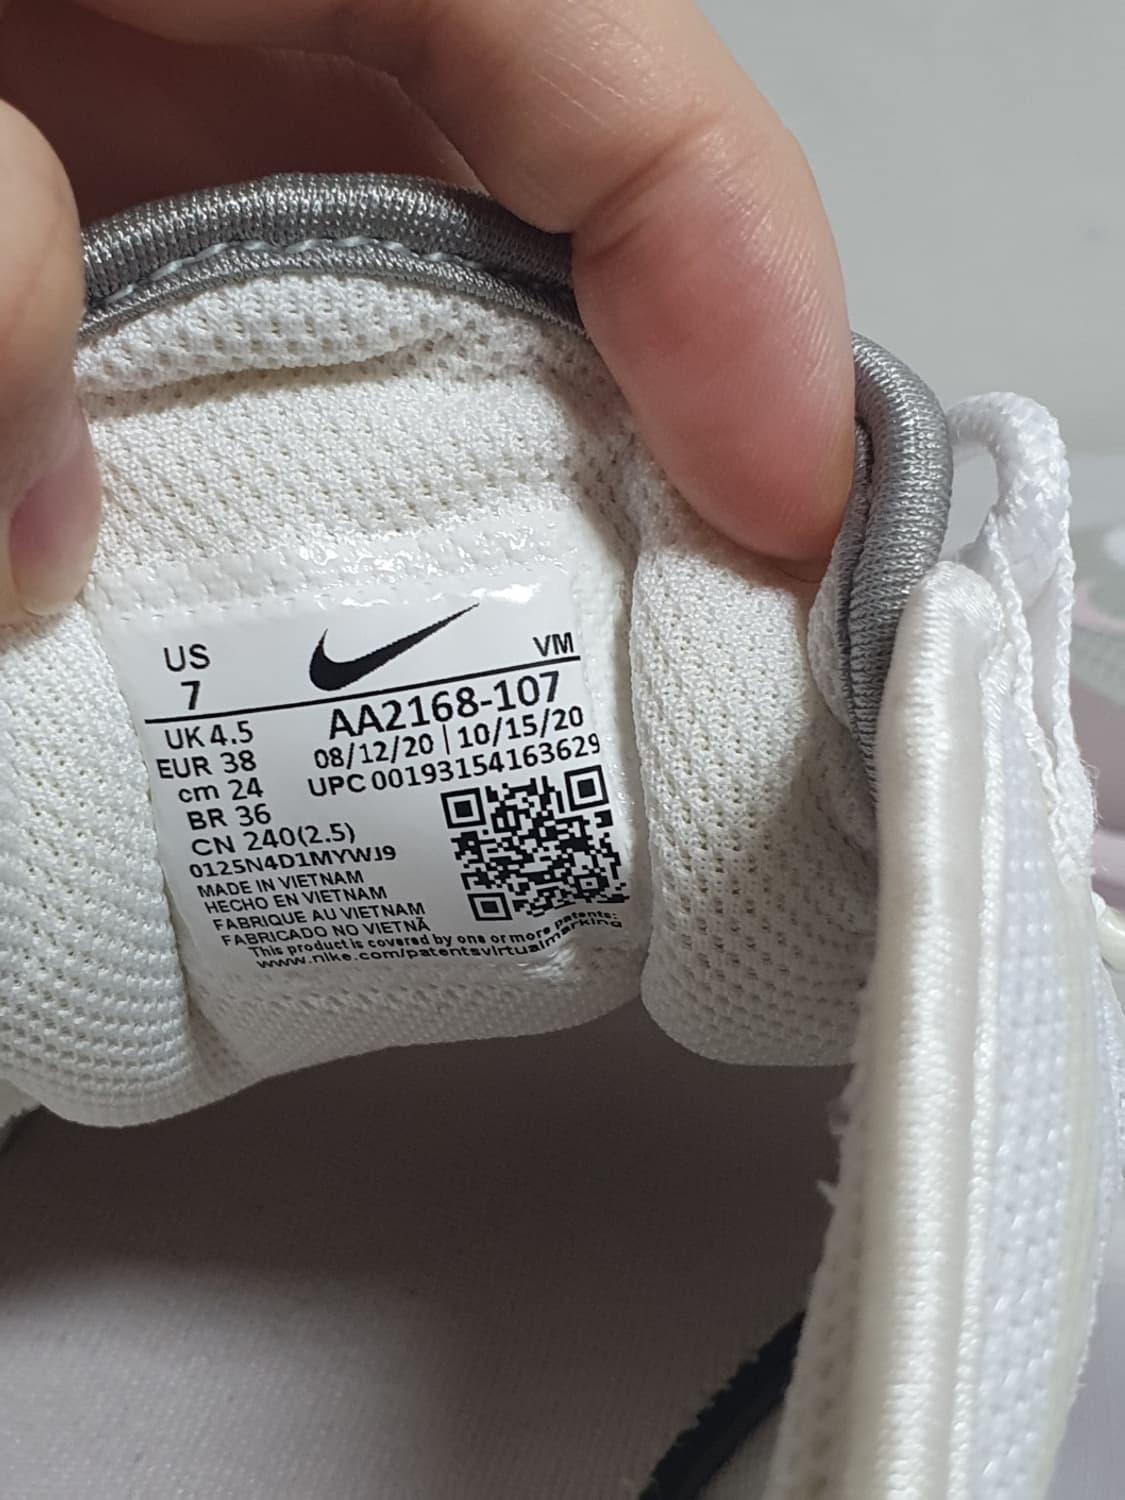 US
7
VM
UK 4.5
EUR 38
cm 24
BR 36
CN 240(2.5)
AA2168-107
08/12/20 | 10/15/20
UPC 00193154163629
0125N4D1MYWJ9
MADE IN VIETNAM
HECHO EN VIETNAM
FABRIQUE AU VIETNAM
FABRICADO NO VIETNÃ
This product is covered by one or more patents:
www.nike.com/patentsvirtualmarking